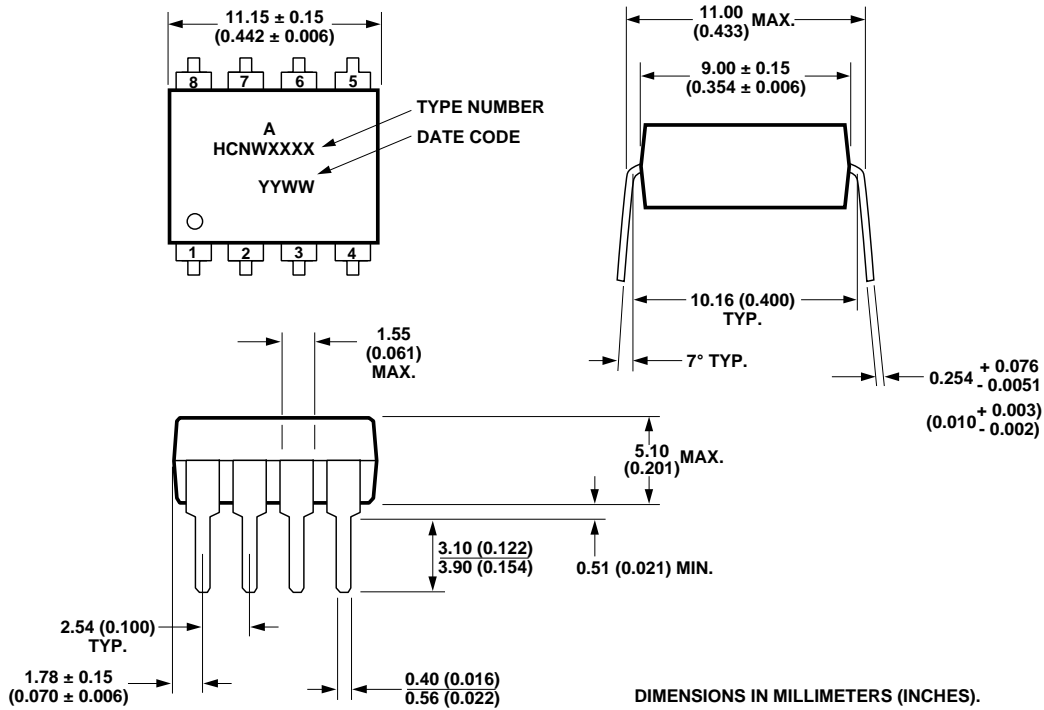 11.15 ± 0.15
(0.442 ± 0.006)
8 7 6 5
A
HCNWXXXX
YYWW
1 2 3 4
TYPE NUMBER
DATE CODE
11.00
(0.433)
MAX.
9.00 ± 0.15
(0.354 ± 0.006)
10.16 (0.400)
TYP.
7° TYP.
0.254 + 0.076
- 0.0051
(0.010 + 0.003)
- 0.002)
1.55
(0.061)
MAX.
5.10
(0.201)
MAX.
3.10 (0.122)
3.90 (0.154)
0.51 (0.021) MIN.
2.54 (0.100)
TYP.
1.78 ± 0.15
(0.070 ± 0.006)
0.40 (0.016)
0.56 (0.022)
DIMENSIONS IN MILLIMETERS (INCHES).